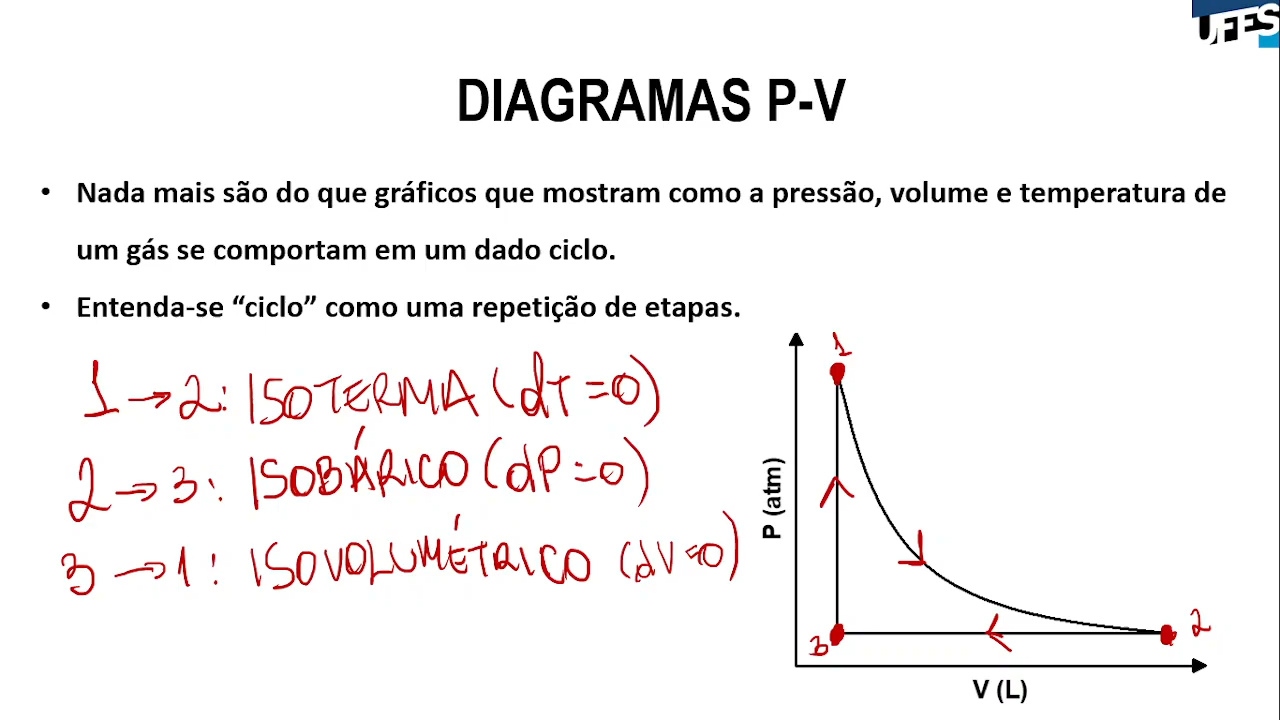 UFES
DIAGRAMAS P-V
• Nada mais são do que gráficos que mostram como a pressão, volume e temperatura de
um gás se comportam em um dado ciclo.
• Entenda-se “ciclo” como uma repetição de etapas.
1 → 2: ISOTERMA (dT=0)
2 → 3: ISOBÁRICO (dP=0)
3 → 1: ISOVOLUMÉTRICO (dV=0)
1
P (atm)
2
3
V (L)